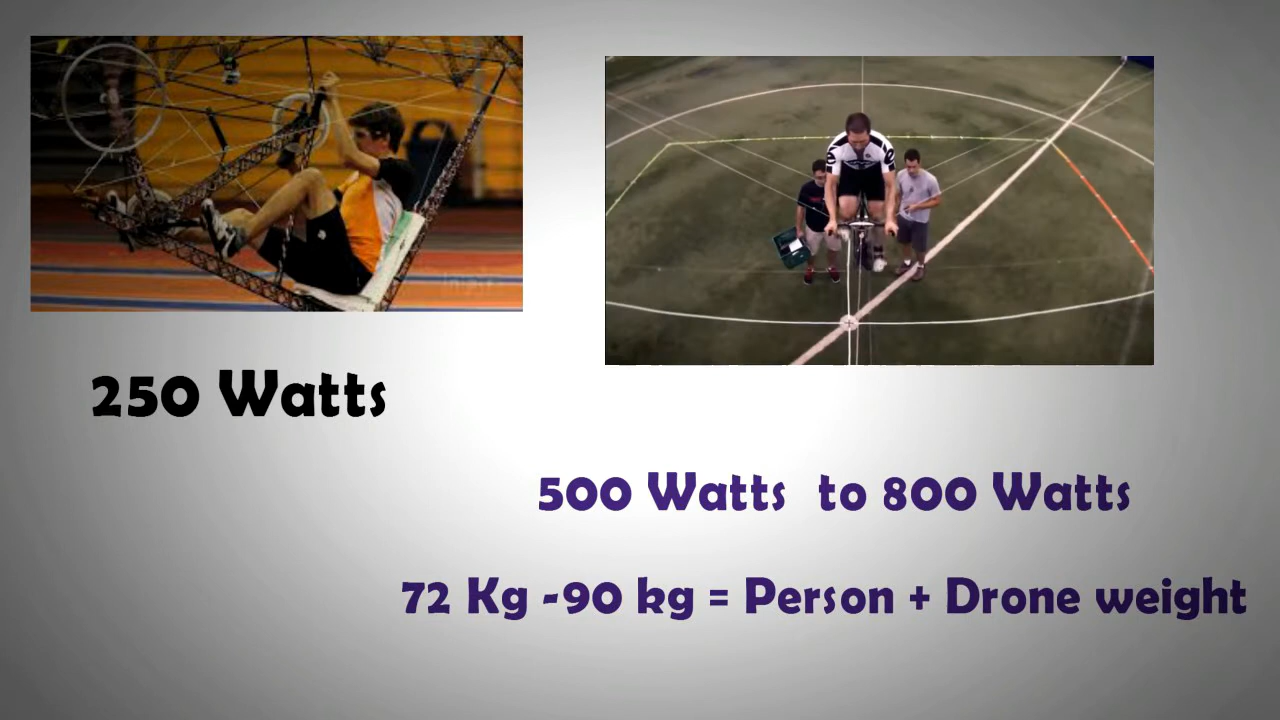 250 Watts
500 Watts  to 800 Watts
72 Kg -90 kg = Person + Drone weight